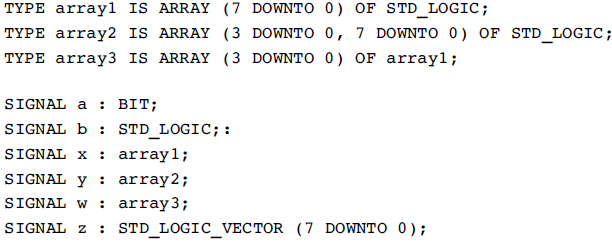 TYPE array1 IS ARRAY (7 DOWNTO 0) OF STD_LOGIC;
TYPE array2 IS ARRAY (3 DOWNTO 0, 7 DOWNTO 0) OF STD_LOGIC;
TYPE array3 IS ARRAY (3 DOWNTO 0) OF array1;
SIGNAL a : BIT;
SIGNAL b : STD_LOGIC;:
SIGNAL x : array1;
SIGNAL y : array2;
SIGNAL w : array3;
SIGNAL z : STD_LOGIC_VECTOR (7 DOWNTO 0);